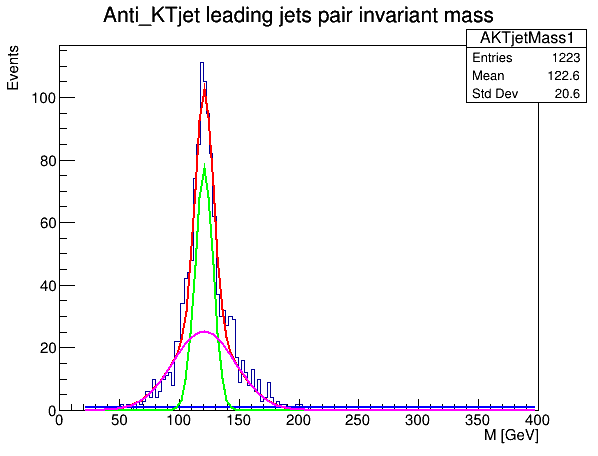 Anti_KTjet leading jets pair invariant mass
AKTjetMass1
Entries 1223
Mean 122.6
Std Dev 20.6
Events
100
80
60
40
20
0
0 50 100 150 200 250 300 350 400
M [GeV]